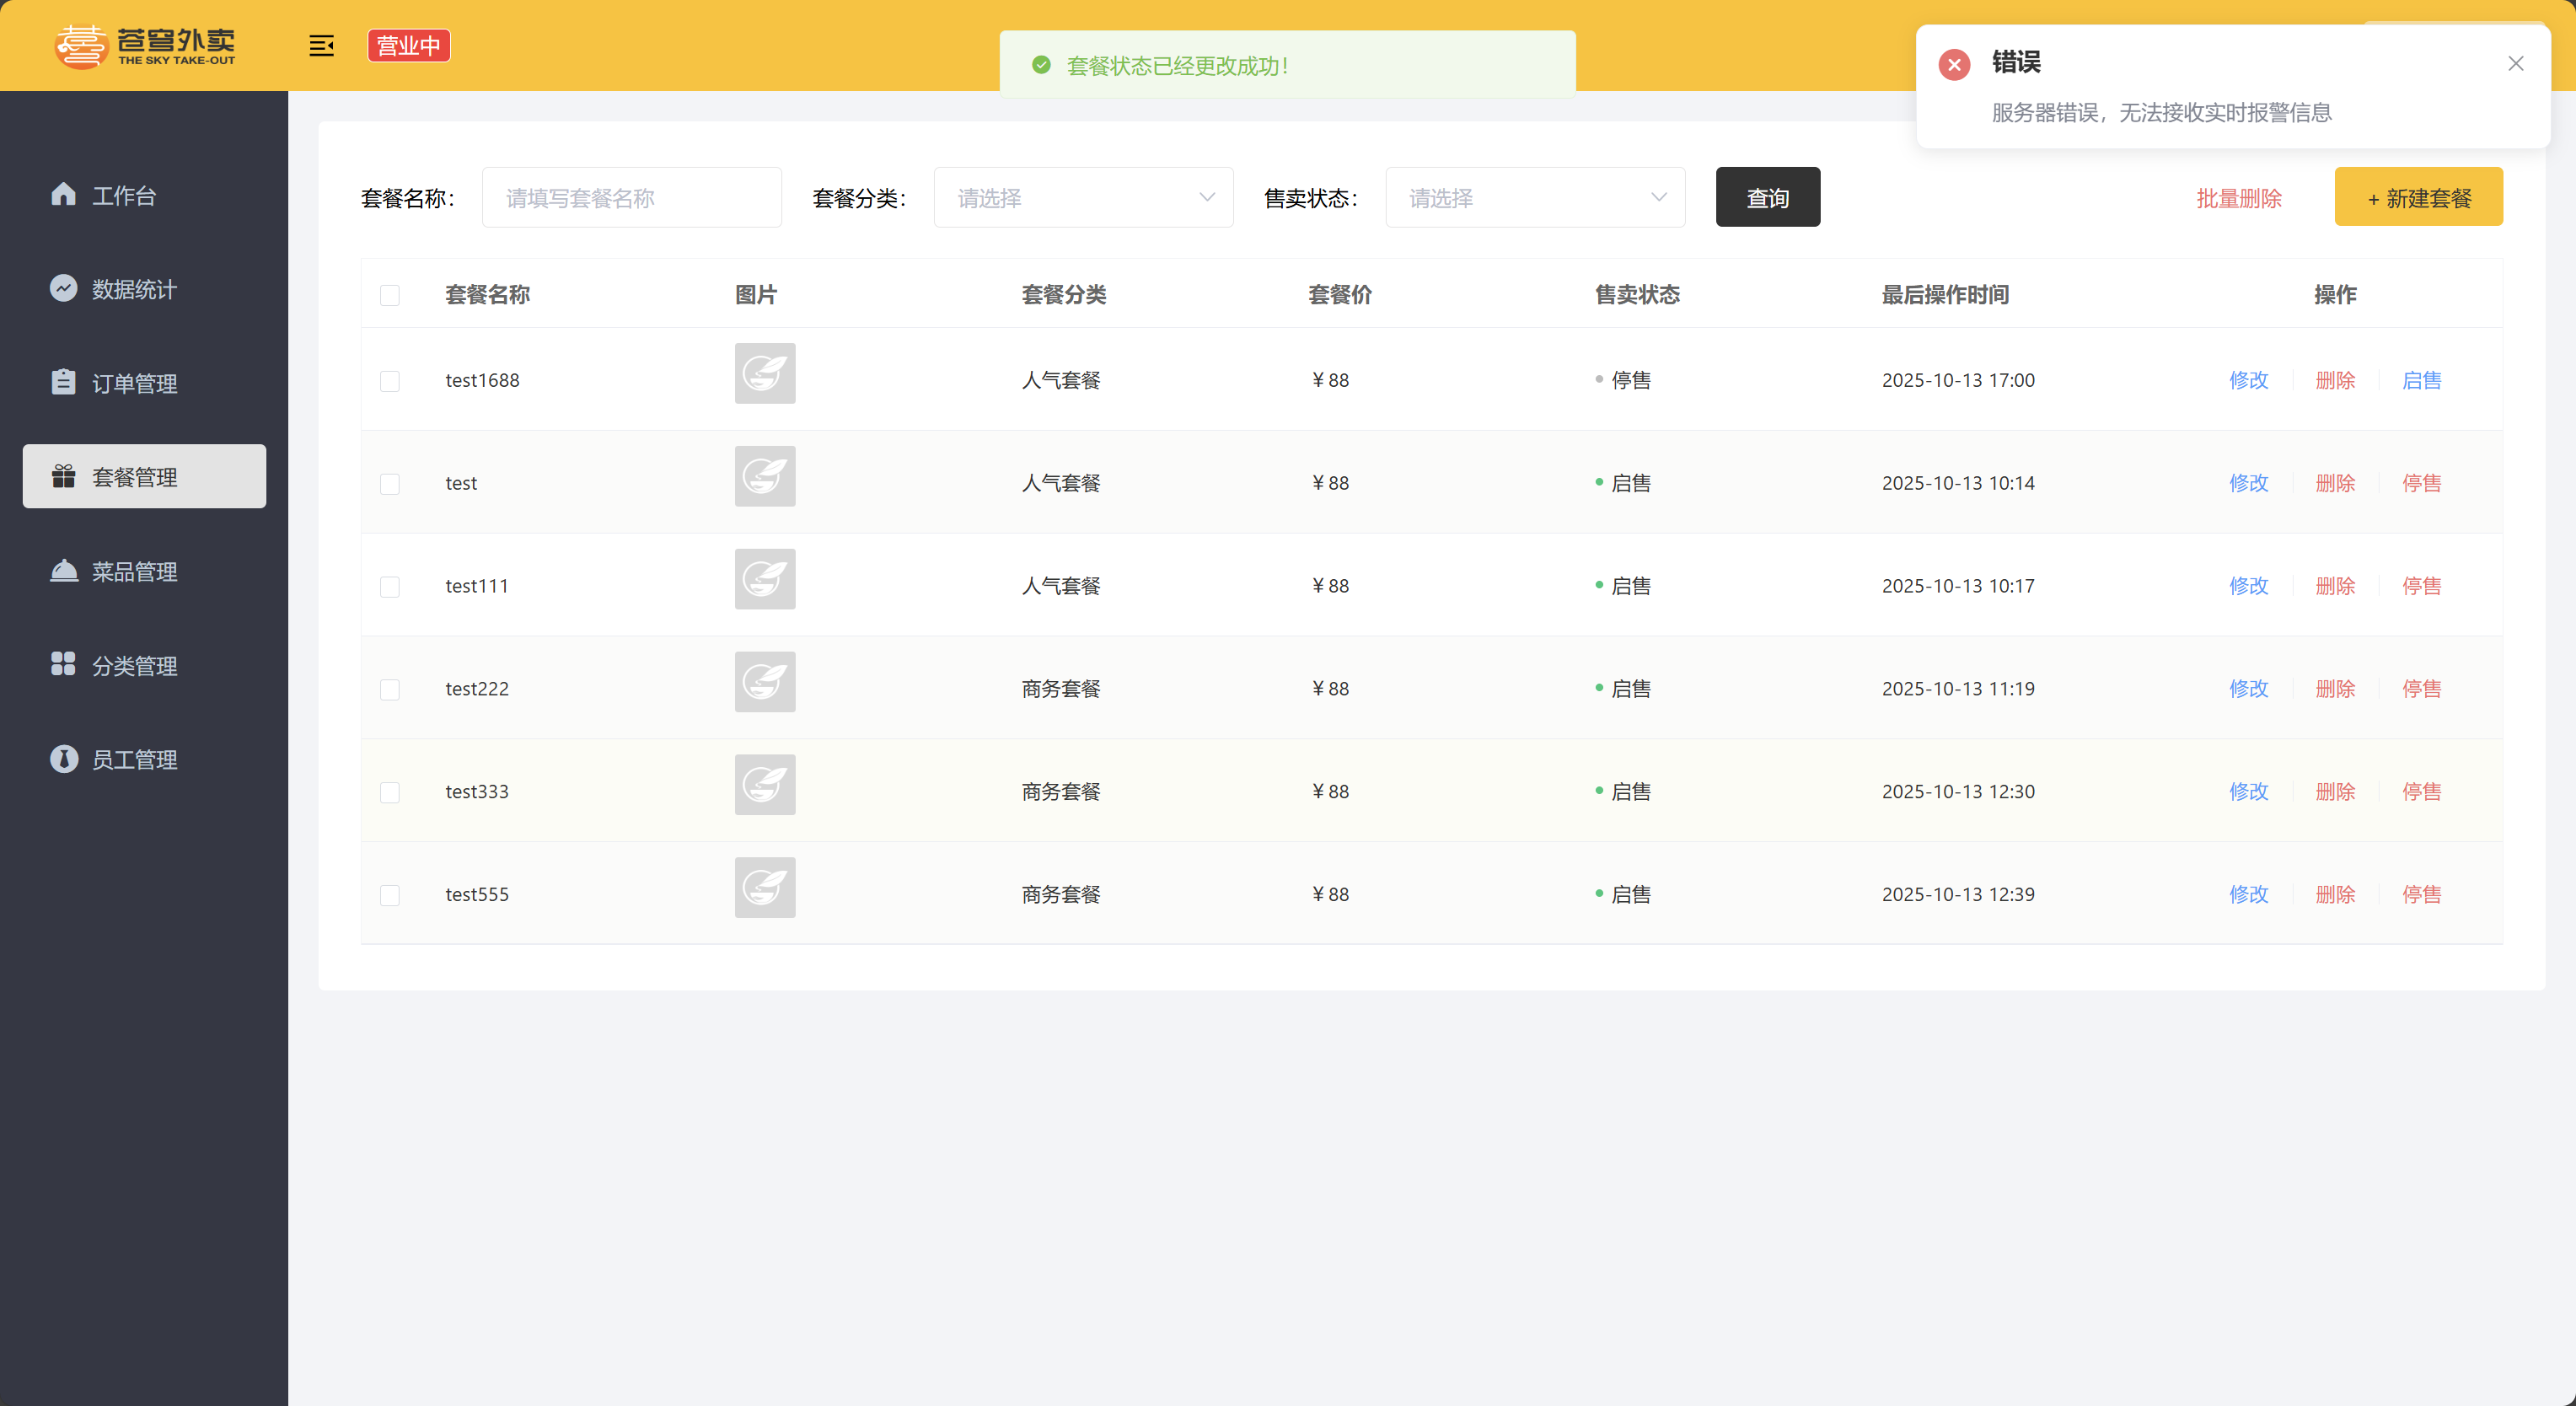 苍穹外卖
THE SKY TAKE-OUT
营业中
套餐状态已经更改成功！
错误
服务器错误，无法接收实时报警信息
工作台
数据统计
订单管理
套餐管理
菜品管理
分类管理
员工管理
套餐名称： 请填写套餐名称 套餐分类： 请选择 售卖状态： 请选择 查询 批量删除 + 新建套餐
套餐名称 图片 套餐分类 套餐价 售卖状态 最后操作时间 操作
test1688 人气套餐 ￥88 停售 2025-10-13 17:00 修改 删除 启售
test 人气套餐 ￥88 启售 2025-10-13 10:14 修改 删除 停售
test111 人气套餐 ￥88 启售 2025-10-13 10:17 修改 删除 停售
test222 商务套餐 ￥88 启售 2025-10-13 11:19 修改 删除 停售
test333 商务套餐 ￥88 启售 2025-10-13 12:30 修改 删除 停售
test555 商务套餐 ￥88 启售 2025-10-13 12:39 修改 删除 停售